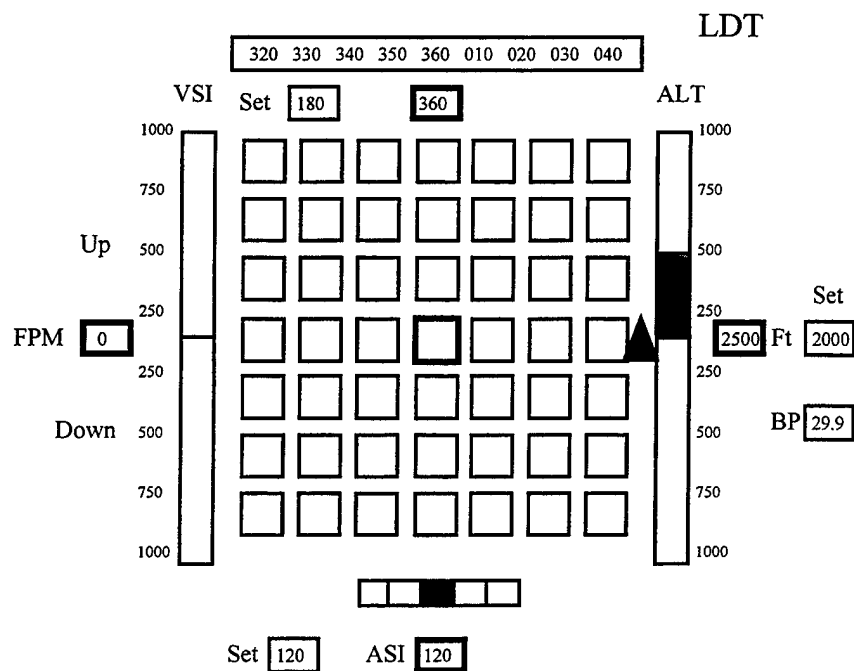 LDT
320 330 340 350 360 010 020 030 040
VSI Set 180 360 ALT
1000 1000
750 750
Up 500 500
250 250 Set
FPM 0 2500 Ft 2000
250 250
Down 500 500 BP 29.9
750 750
1000 1000
Set 120 ASI 120